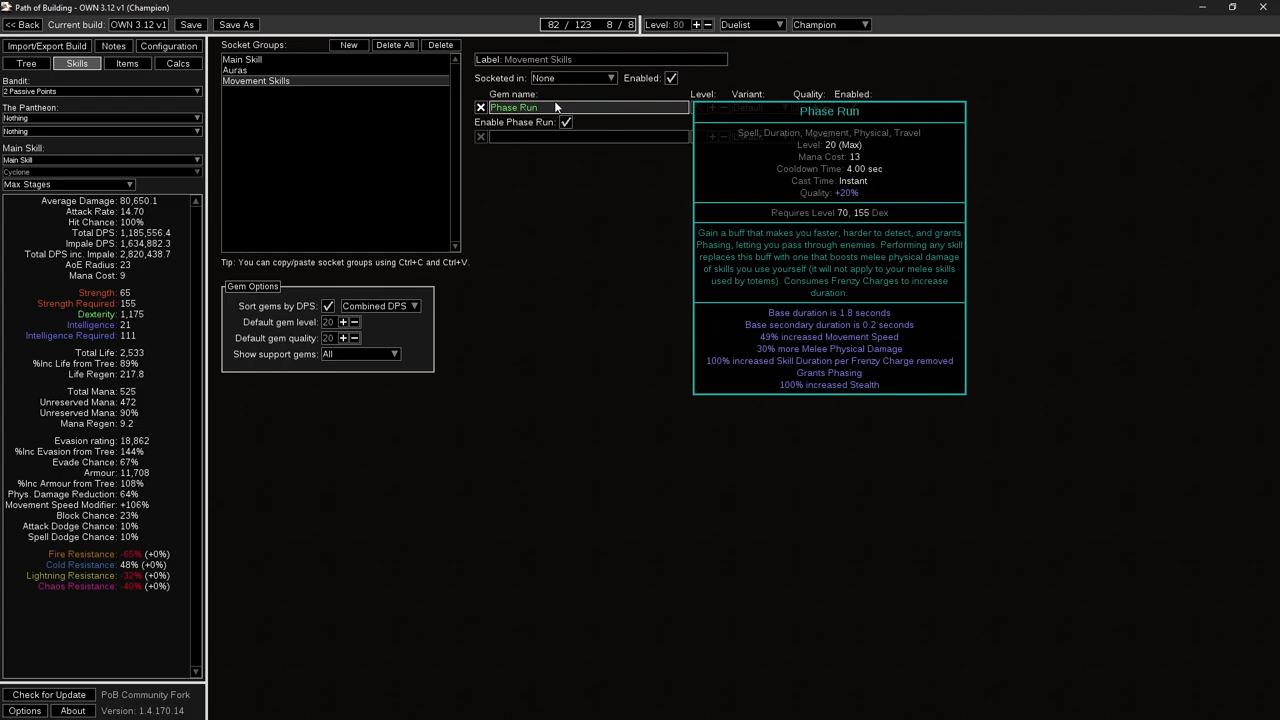 Path of Building - OWN 3.12 v1 (Champion)
<< Back Current build: OWN 3.12 v1 Save Save As 82 / 123 8 / 8 Level: 80 Duelist Champion
Import/Export Build Notes Configuration
Tree Skills Items Calcs
Bandit:
2 Passive Points
The Pantheon:
Nothing
Nothing
Main Skill:
Main Skill
Cyclone
Max Stages
Average Damage: 80,650.1
Attack Rate: 14.70
Hit Chance: 100%
Total DPS: 1,185,556.4
Impale DPS: 1,634,882.3
Total DPS inc. Impale: 2,820,438.7
AoE Radius: 23
Mana Cost: 9
Strength: 65
Strength Required: 155
Dexterity: 1,175
Intelligence: 21
Intelligence Required: 111
Total Life: 2,533
%Inc Life from Tree: 89%
Life Regen: 217.8
Total Mana: 525
Unreserved Mana: 472
Unreserved Mana: 90%
Mana Regen: 9.2
Evasion rating: 18,862
%Inc Evasion from Tree: 144%
Evade Chance: 67%
Armour: 11,708
%Inc Armour from Tree: 108%
Phys. Damage Reduction: 64%
Movement Speed Modifier: +106%
Block Chance: 23%
Attack Dodge Chance: 10%
Spell Dodge Chance: 10%
Fire Resistance: -65% (+0%)
Cold Resistance: 48% (+0%)
Lightning Resistance: -32% (+0%)
Chaos Resistance: -40% (+0%)
Check for Update PoB Community Fork
Options About Version: 1.4.170.14
Socket Groups: New Delete All Delete
Main Skill
Auras
Movement Skills
Tip: You can copy/paste socket groups using Ctrl+C and Ctrl+V.
Gem Options
Sort gems by DPS: Combined DPS
Default gem level: 20
Default gem quality: 20
Show support gems: All
Label: Movement Skills
Socketed in: None Enabled:
Gem name: Level: Variant: Quality: Enabled:
Phase Run
Enable Phase Run:
Phase Run
Spell, Duration, Movement, Physical, Travel
Level: 20 (Max)
Mana Cost: 13
Cooldown Time: 4.00 sec
Cast Time: Instant
Quality: +20%
Requires Level 70, 155 Dex
Gain a buff that makes you faster, harder to detect, and grants
Phasing, letting you pass through enemies. Performing any skill
replaces this buff with one that boosts melee physical damage
of skills you use yourself (it will not apply to your melee skills
used by totems). Consumes Frenzy Charges to increase
duration.
Base duration is 1.8 seconds
Base secondary duration is 0.2 seconds
49% increased Movement Speed
30% more Melee Physical Damage
100% increased Skill Duration per Frenzy Charge removed
Grants Phasing
100% increased Stealth